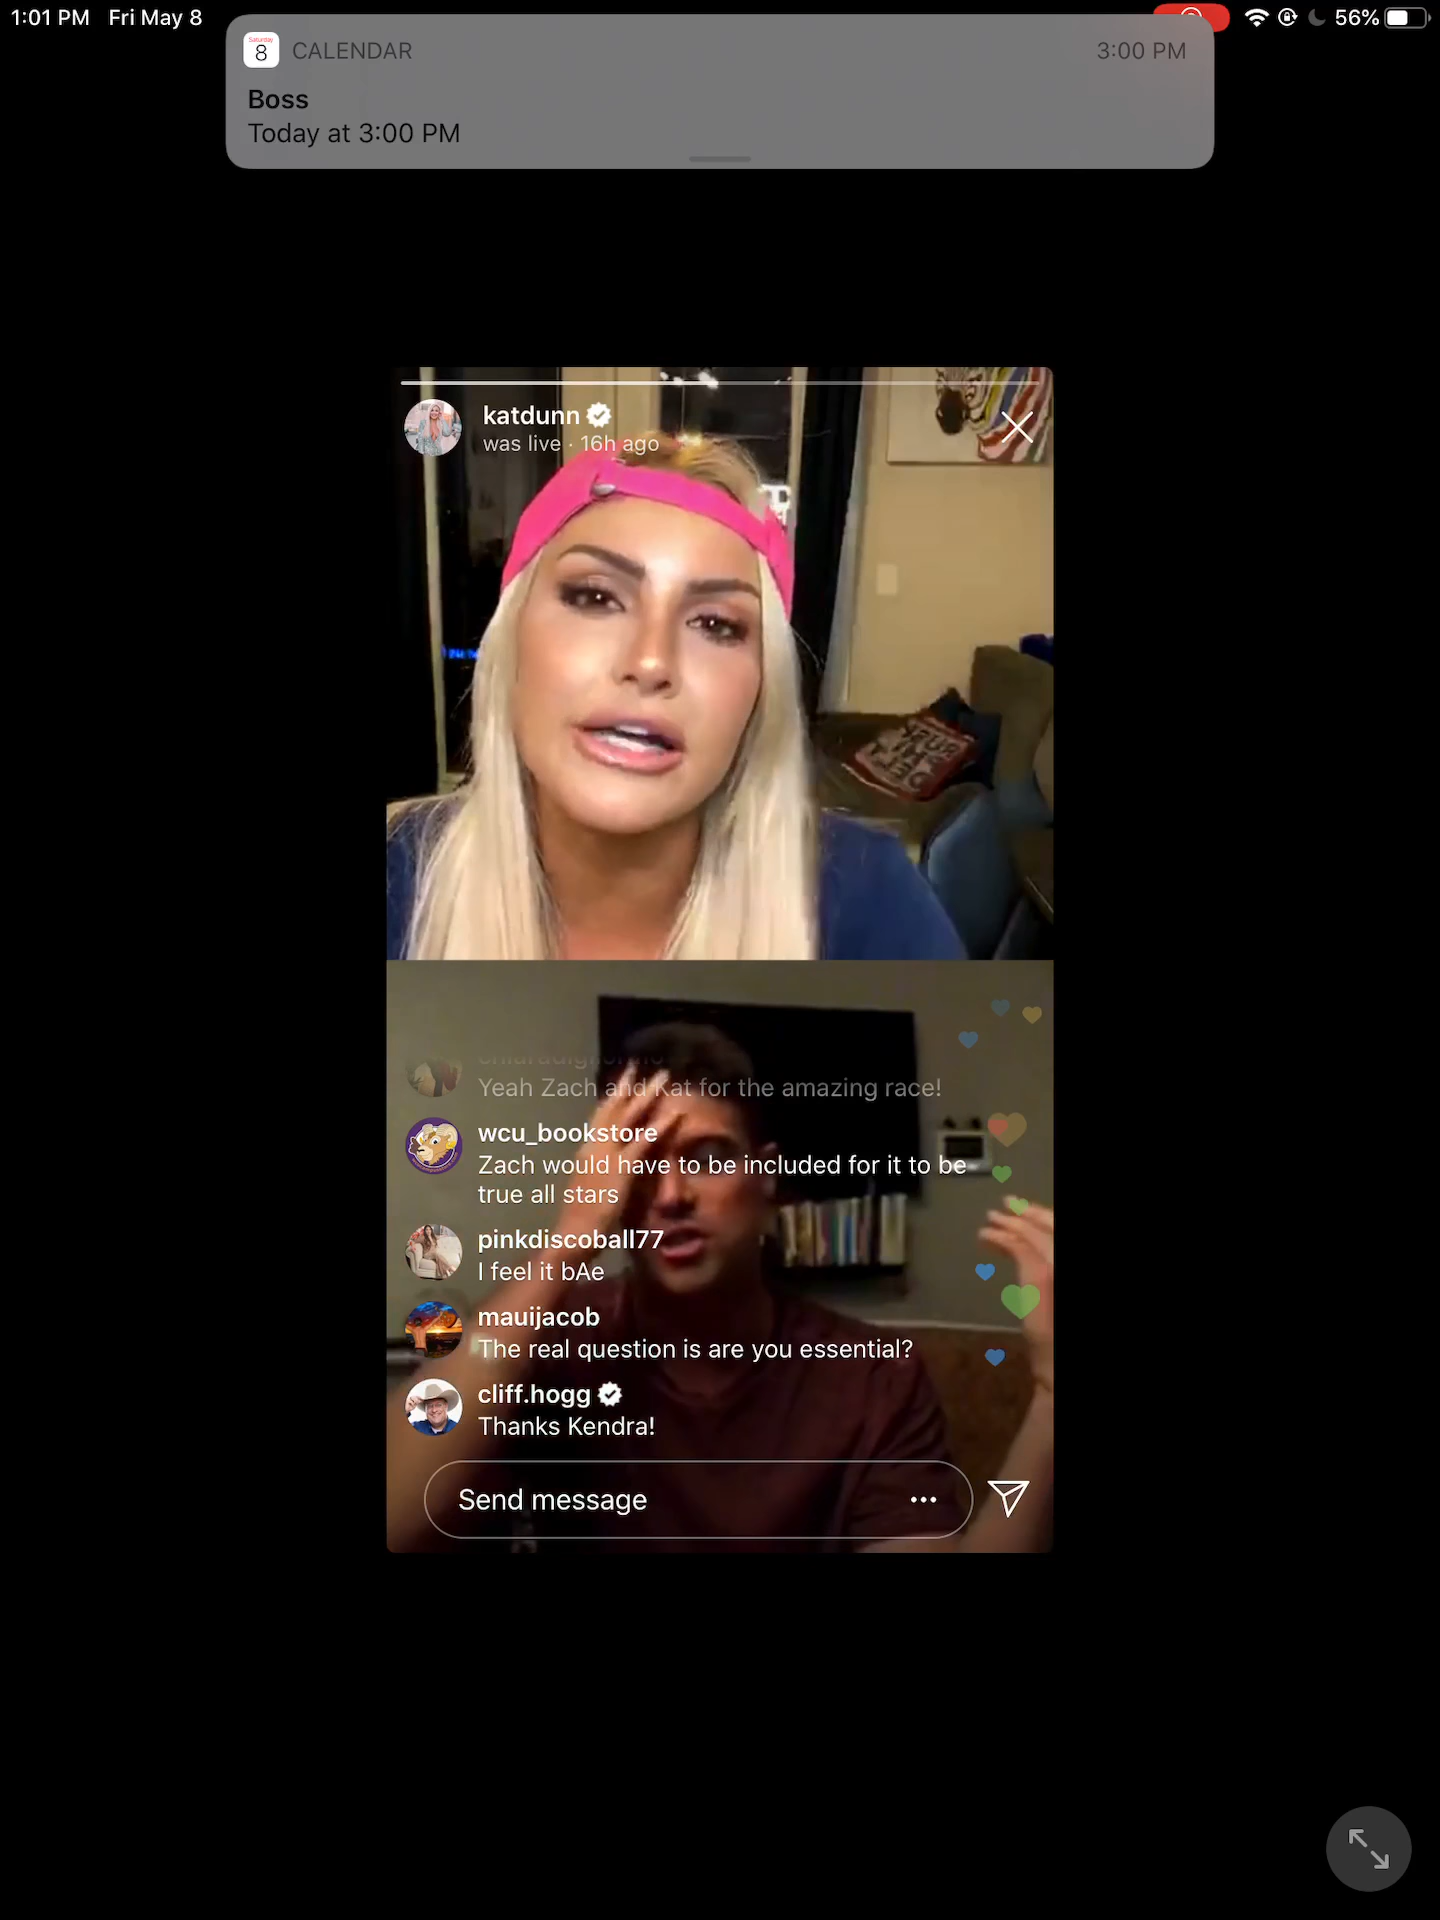 1:01 PM Fri May 8
56%
Saturday
8 CALENDAR 3:00 PM
Boss
Today at 3:00 PM
katdunn
was live · 16h ago
Yeah Zach and Kat for the amazing race!
wcu_bookstore
Zach would have to be included for it to be
true all stars
pinkdiscoball77
I feel it bAe
mauijacob
The real question is are you essential?
cliff.hogg
Thanks Kendra!
Send message